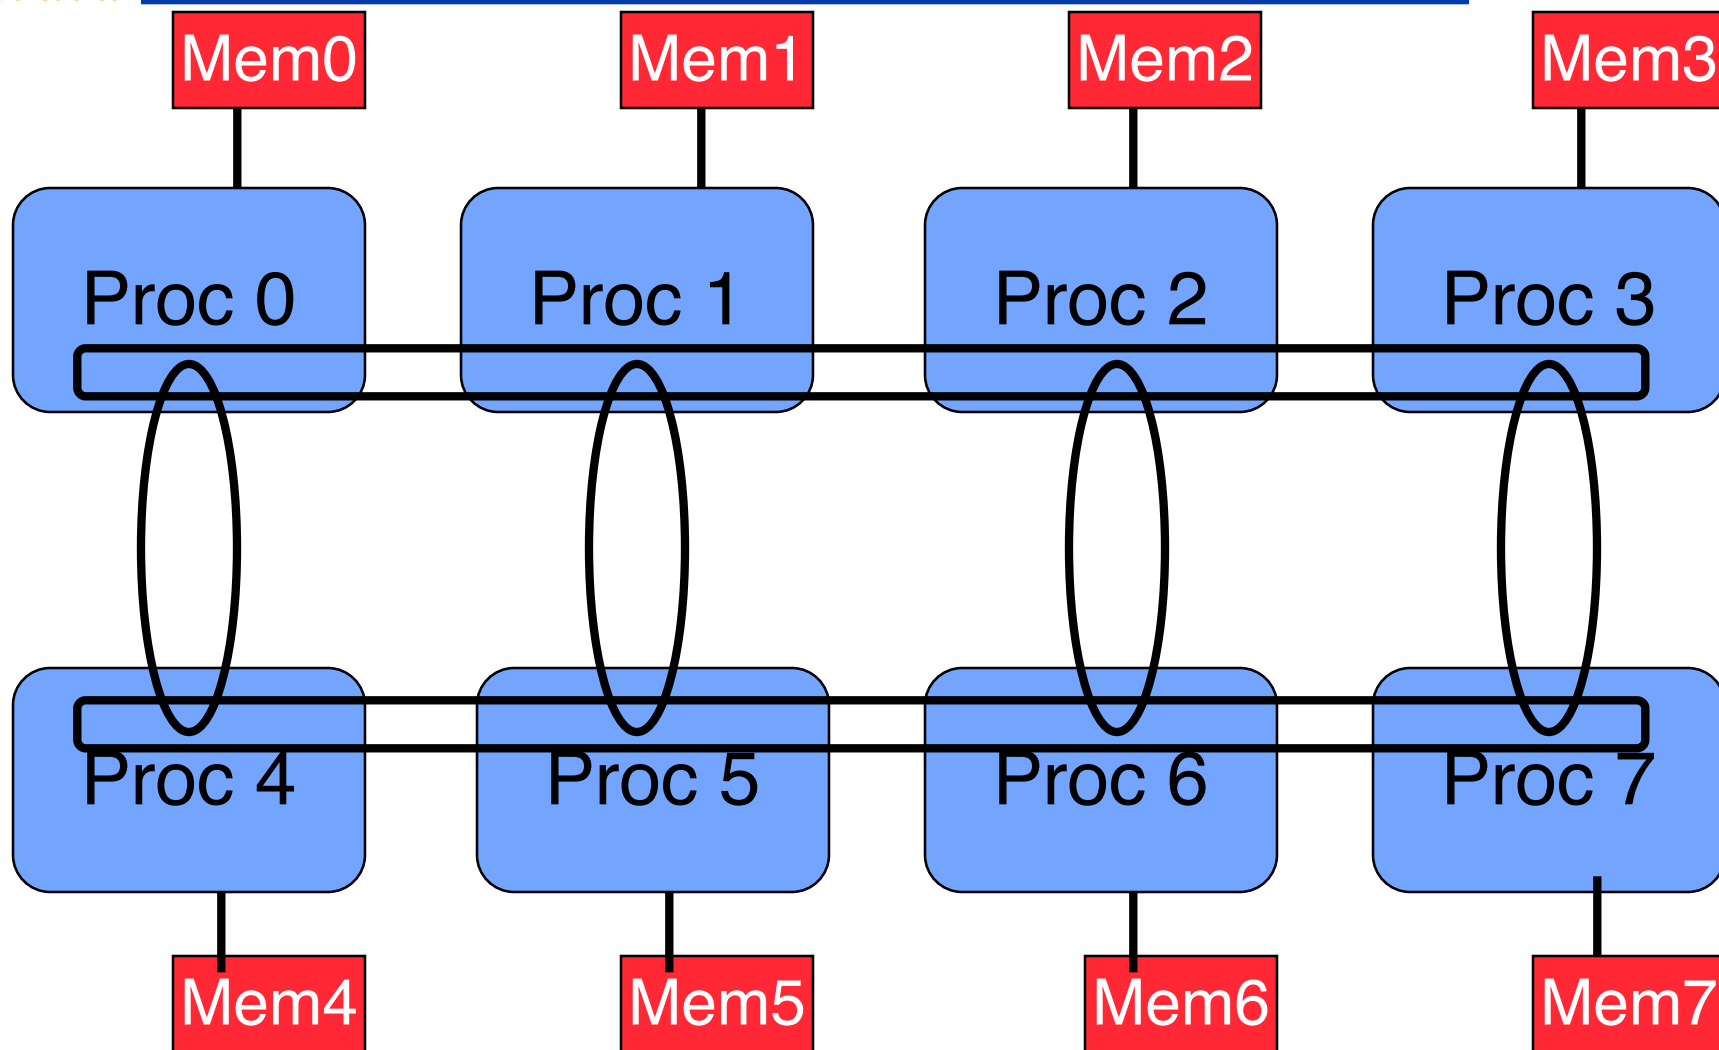 Mem0 Mem1 Mem2 Mem3
Proc 0 Proc 1 Proc 2 Proc 3
Proc 4 Proc 5 Proc 6 Proc 7
Mem4 Mem5 Mem6 Mem7